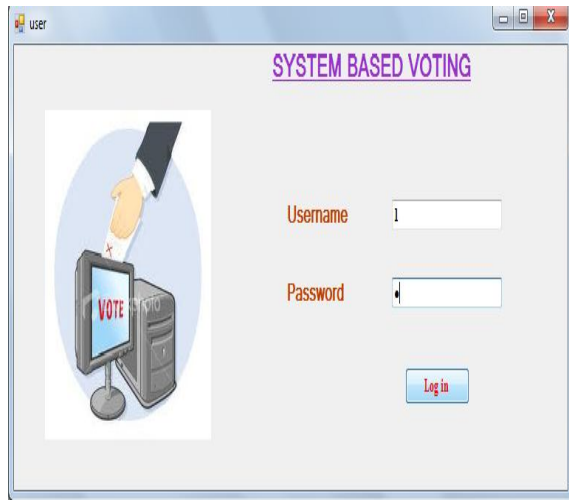 user
SYSTEM BASED VOTING
Username
1
Password
VOTE
Log in